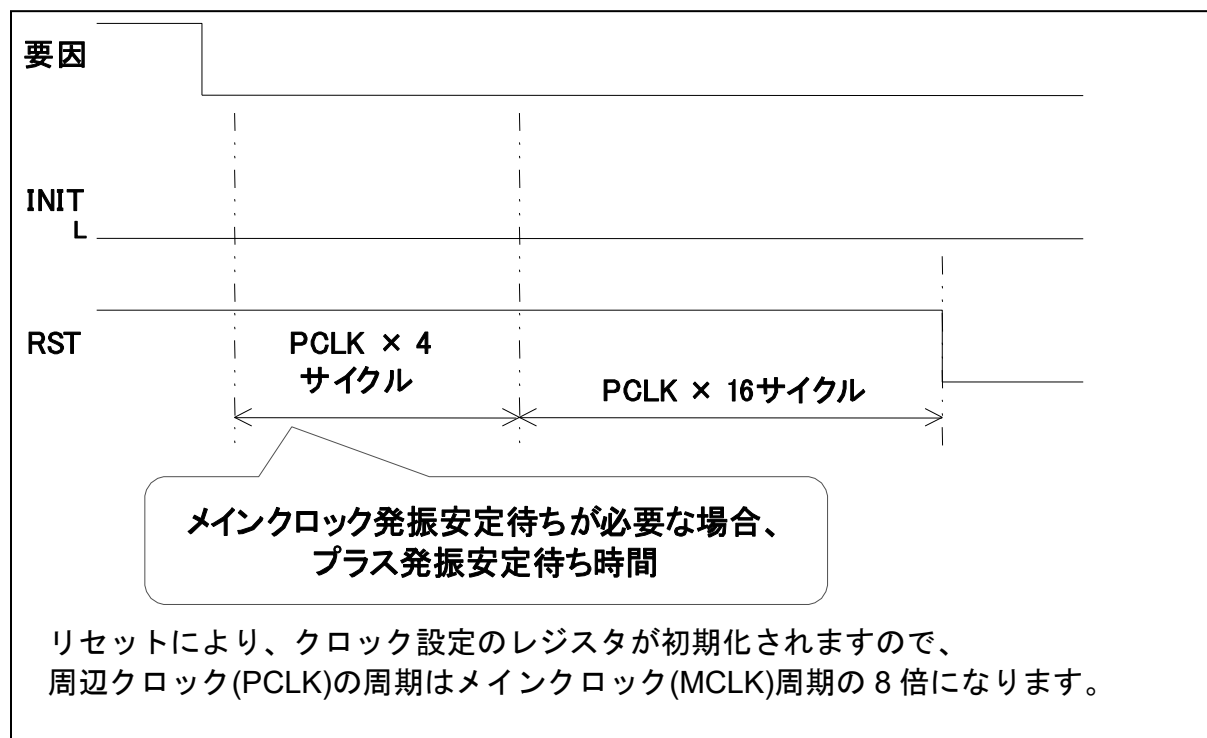 要因
INIT
L
RST
PCLK × 4
サイクル
PCLK × 16サイクル
メインクロック発振安定待ちが必要な場合、
プラス発振安定待ち時間
リセットにより、クロック設定のレジスタが初期化されますので、
周辺クロック(PCLK)の周期はメインクロック(MCLK)周期の 8 倍になります。